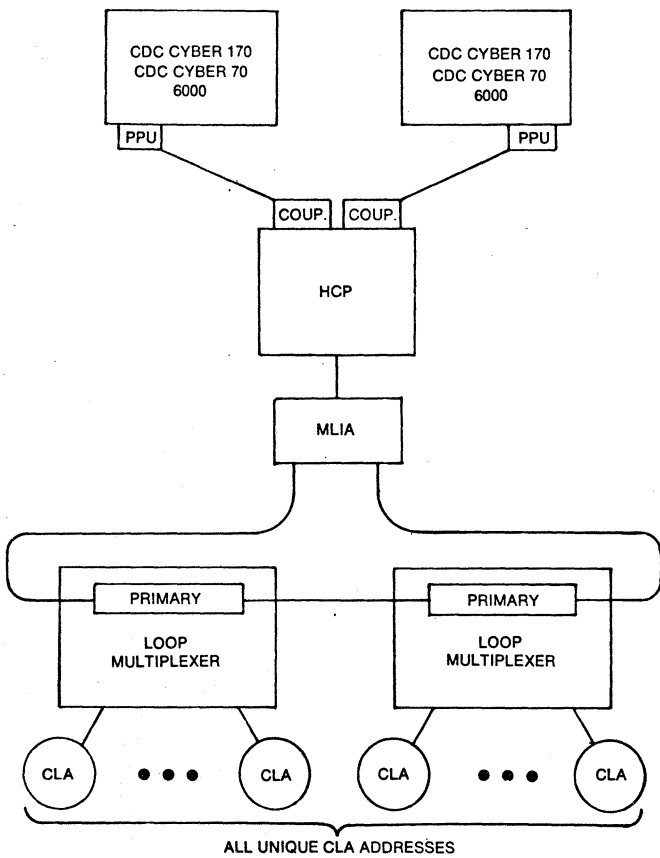 CDC CYBER 170
CDC CYBER 70
6000
CDC CYBER 170
CDC CYBER 70
6000
PPU
PPU
COUP.
COUP.
HCP
MLIA
PRIMARY
LOOP
MULTIPLEXER
PRIMARY
LOOP
MULTIPLEXER
CLA
CLA
CLA
CLA
ALL UNIQUE CLA ADDRESSES